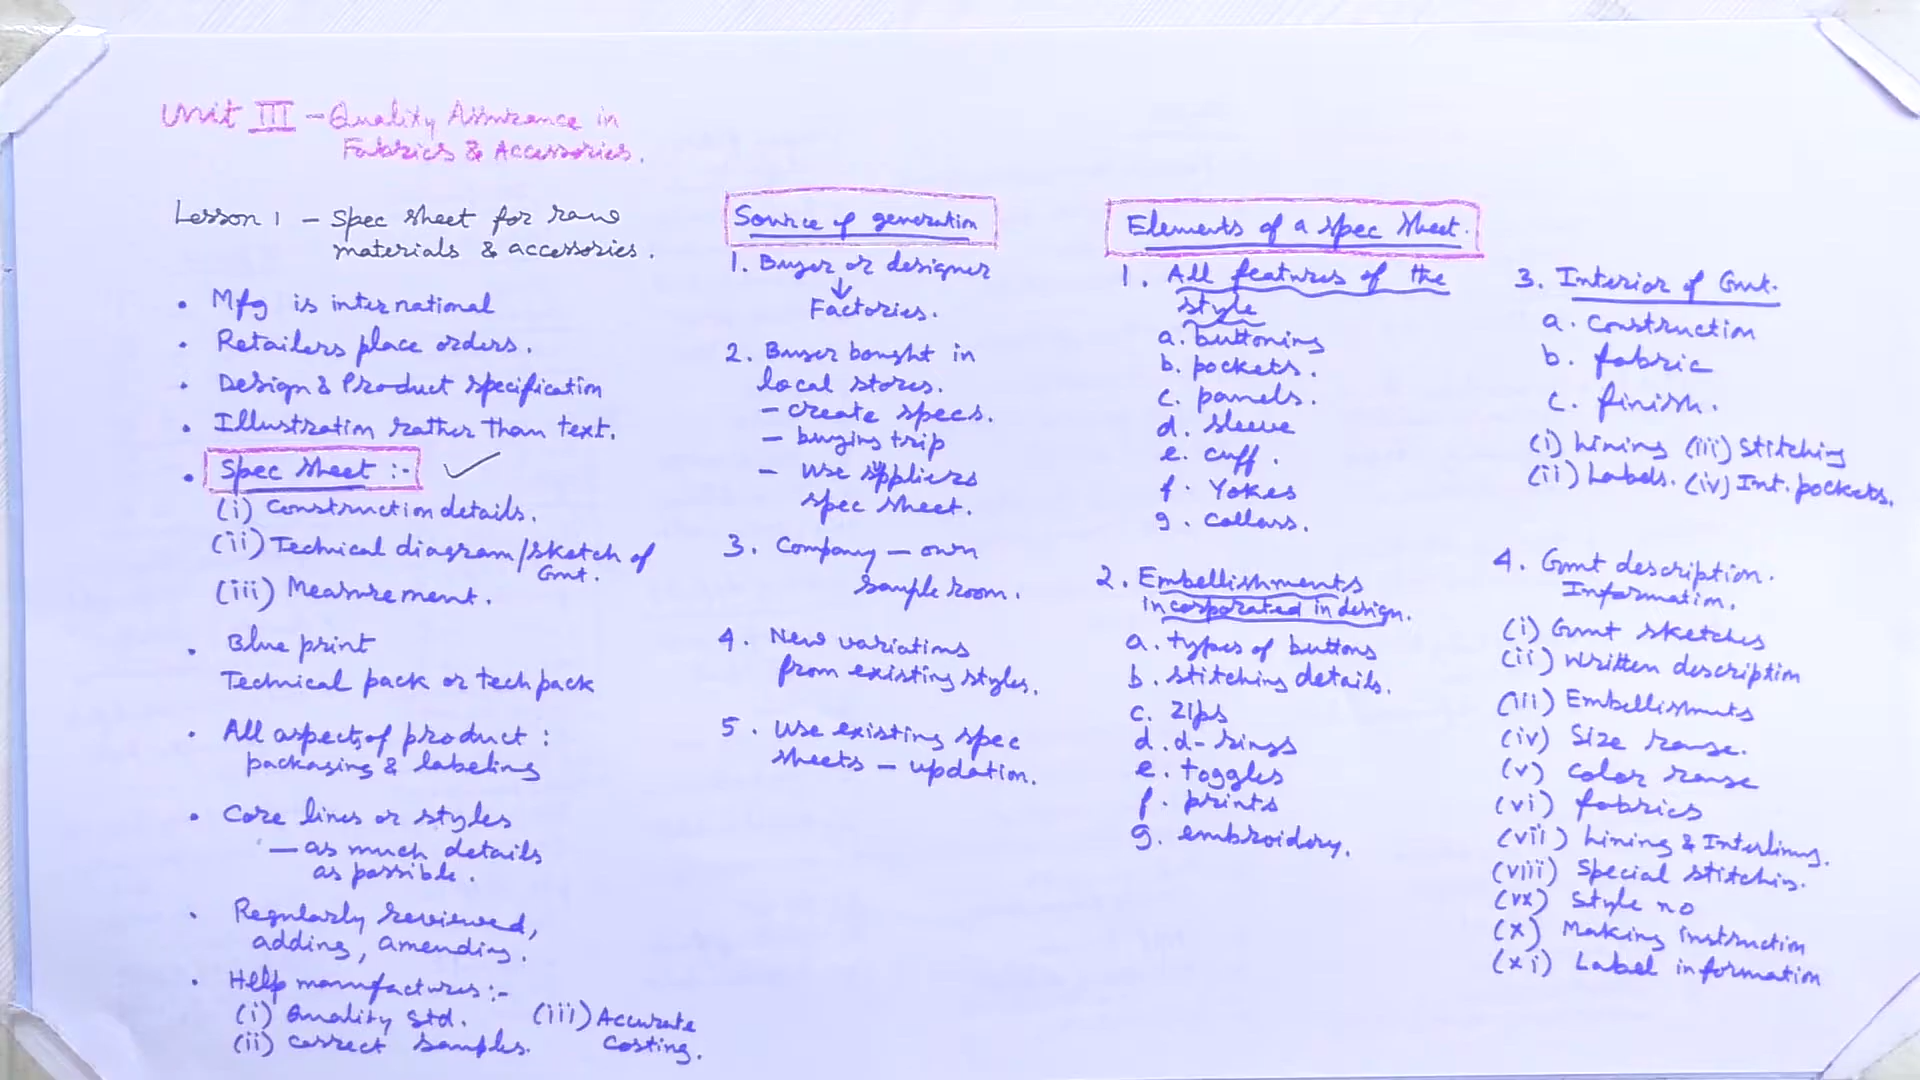 Unit III - Quality Assurance in
Fabrics & Accessories.
Lesson 1 - Spec sheet for raw
materials & accessories.
• Mfg is international
• Retailers place orders.
• Design & Product specification
• Illustration rather than text.
• Spec sheet :-
(i) Construction details.
(ii) Technical diagram/sketch of
Gmt.
(iii) Measurement.
• Blue print
Technical pack or tech pack
• All aspects of product :
packaging & labeling
• Core lines or styles
- as much details
as possible.
• Regularly reviewed,
adding, amending.
• Help manufactures :-
(i) Quality std. (iii) Accurate
(ii) correct samples. Costing.
Source of generation
1. Buyer or designer
↓
Factories.
2. Buyer bought in
local stores.
- create specs.
- buying trip
- use suppliers
spec sheet.
3. Company - own
sample room.
4. New variations
from existing styles.
5. Use existing spec
sheets - updation.
Elements of a spec sheet.
1. All features of the
style
a. buttoning
b. pockets.
c. panels.
d. sleeve
e. cuff.
f. Yokes
g. collars.
2. Embellishments
incorporated in design.
a. types of buttons
b. stitching details.
c. zips
d. d-rings
e. toggles
f. prints
g. embroidery.
3. Interior of Gmt.
a. construction
b. fabric
c. finish.
(i) Lining (iii) Stitching
(ii) Labels. (iv) Int. pockets.
4. Gmt description.
Information.
(i) Gmt sketches
(ii) written description
(iii) Embellisments
(iv) Size range.
(v) color range
(vi) fabrics
(vii) Lining & Interlining.
(viii) Special stitching.
(vx) Style no
(x) Making instruction
(xi) Label information